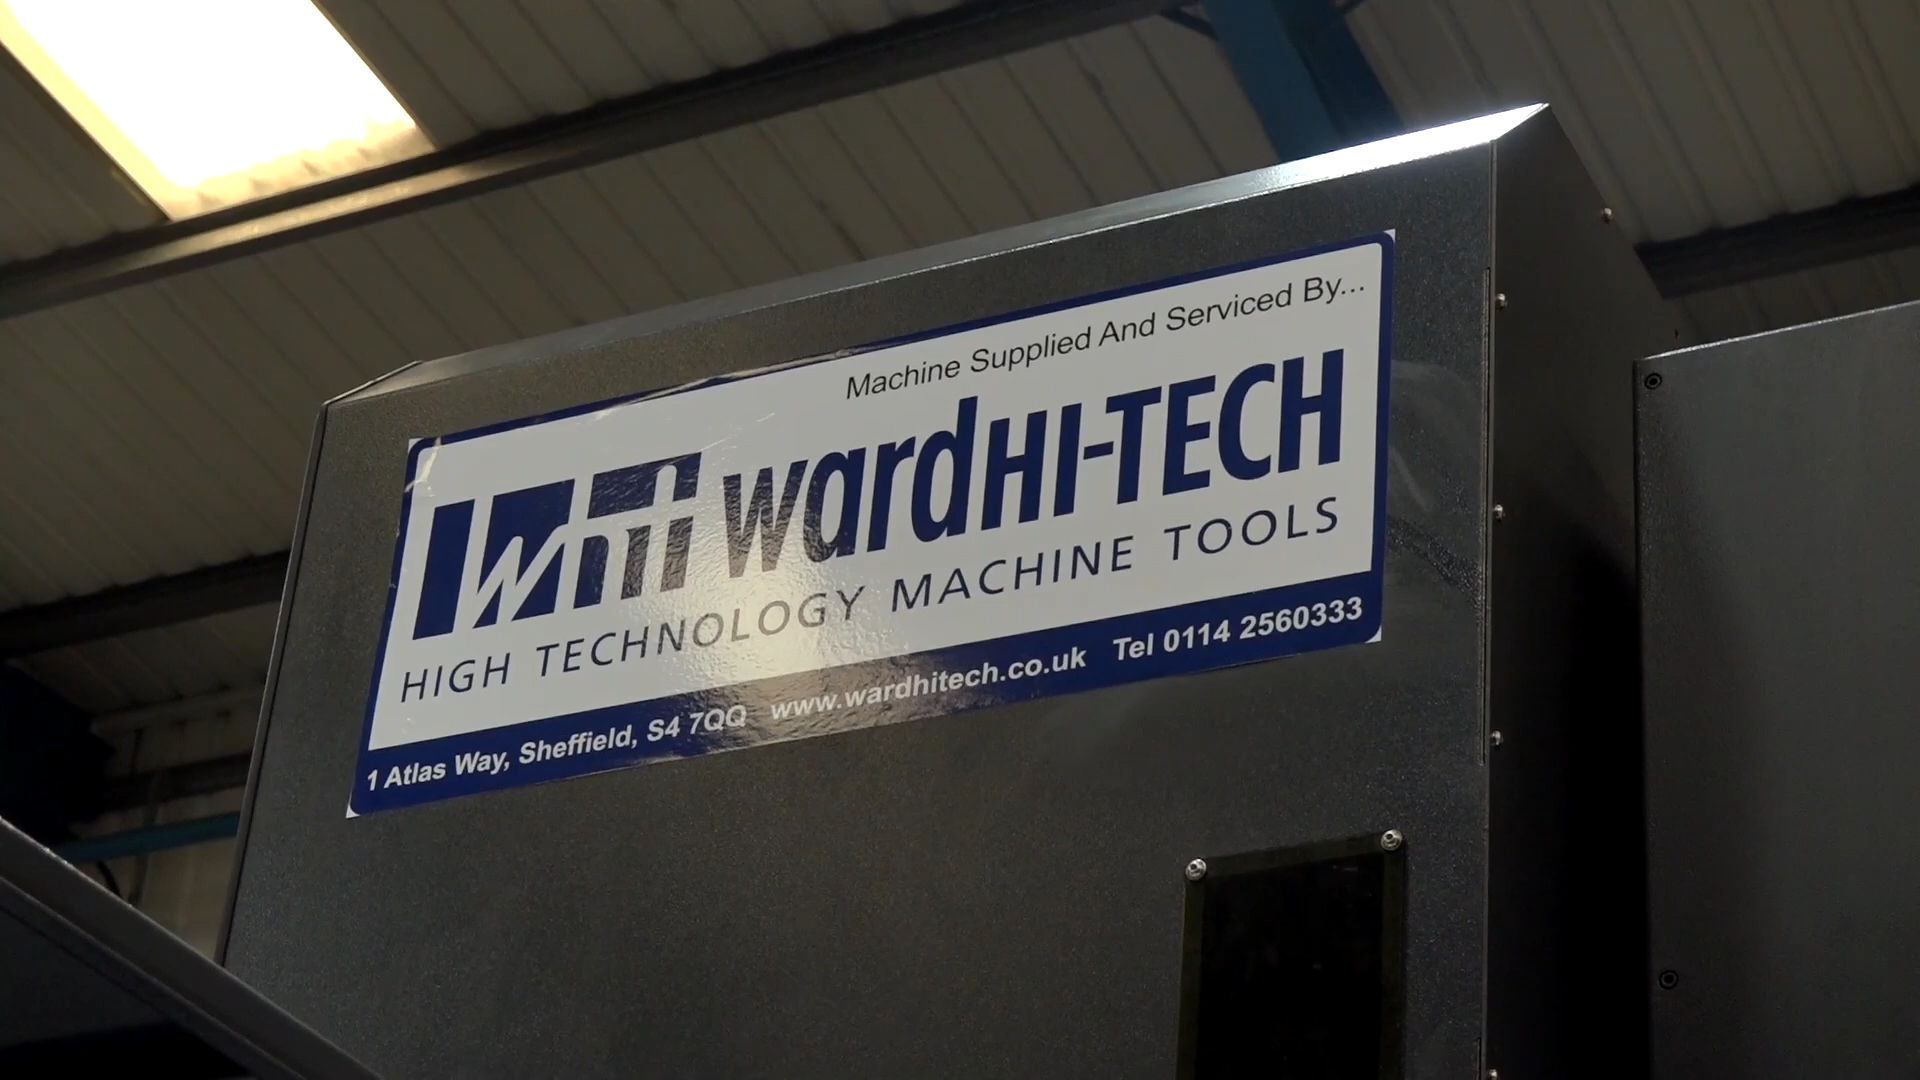 Machine Supplied And Serviced By...
WHT wardHI-TECH
HIGH TECHNOLOGY MACHINE TOOLS
1 Atlas Way, Sheffield, S4 7QQ www.wardhitech.co.uk Tel 0114 2560333